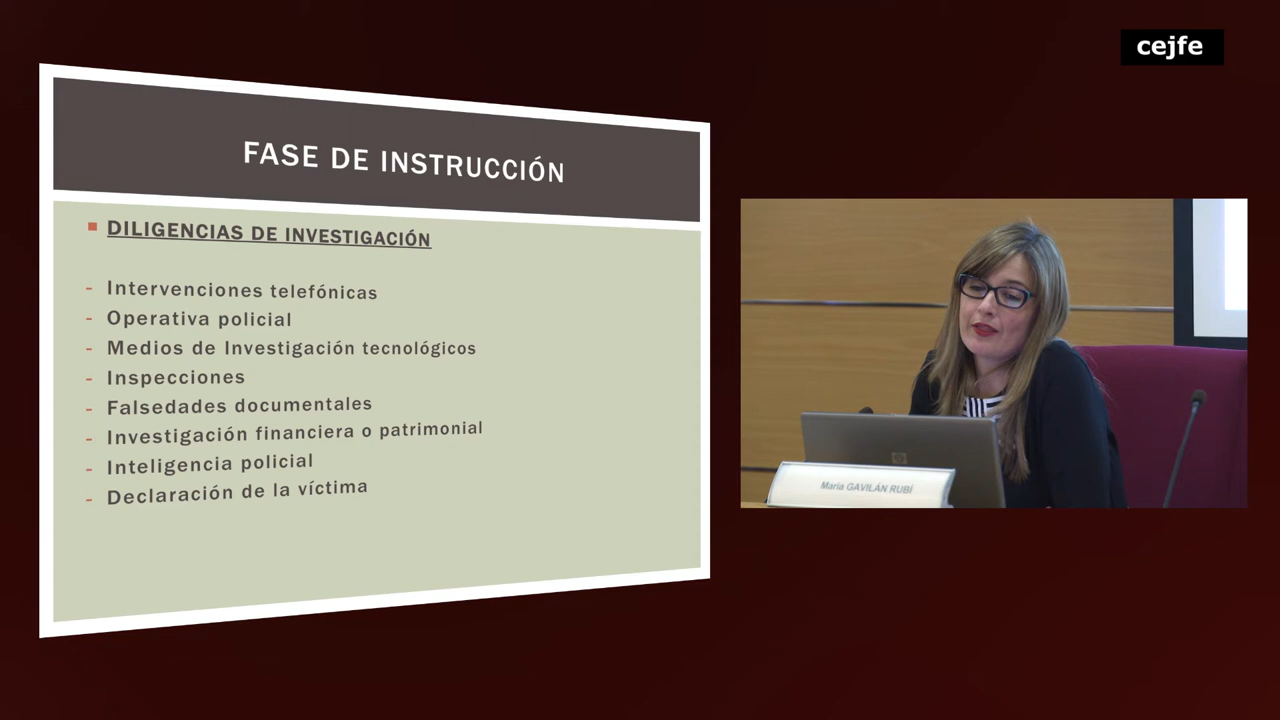 cejfe
FASE DE INSTRUCCIÓN
DILIGENCIAS DE INVESTIGACIÓN
- Intervenciones telefónicas
- Operativa policial
- Medios de Investigación tecnológicos
- Inspecciones
- Falsedades documentales
- Investigación financiera o patrimonial
- Inteligencia policial
- Declaración de la víctima
María GAVILÁN RUBÍ